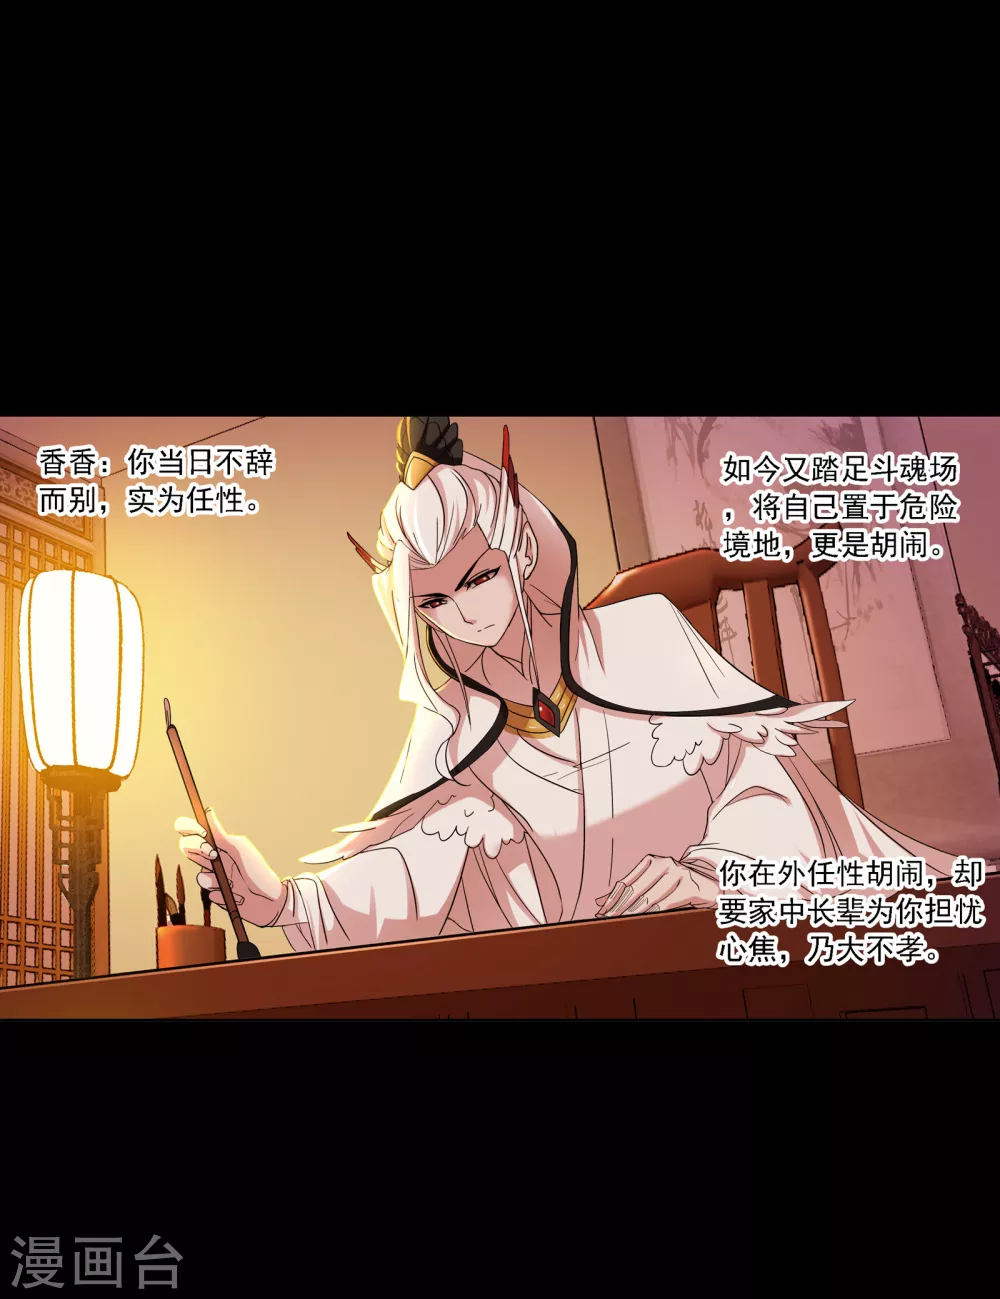 香香：你当日不辞
而别，实为任性。
如今又踏足斗魂场
，将自己置于危险
境地，更是胡闹。
你在外任性胡闹，却
要家中长辈为你担忧
心焦，乃大不孝。
漫画台